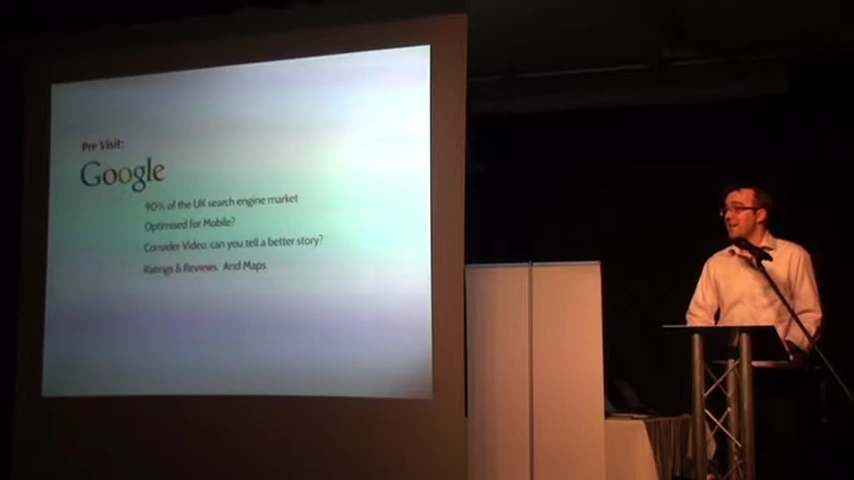 Pre Visit:
Google
90% of the UK search engine market
Optimised for Mobile?
Consider Video, can you tell a better story?
Ratings & Reviews. And Maps